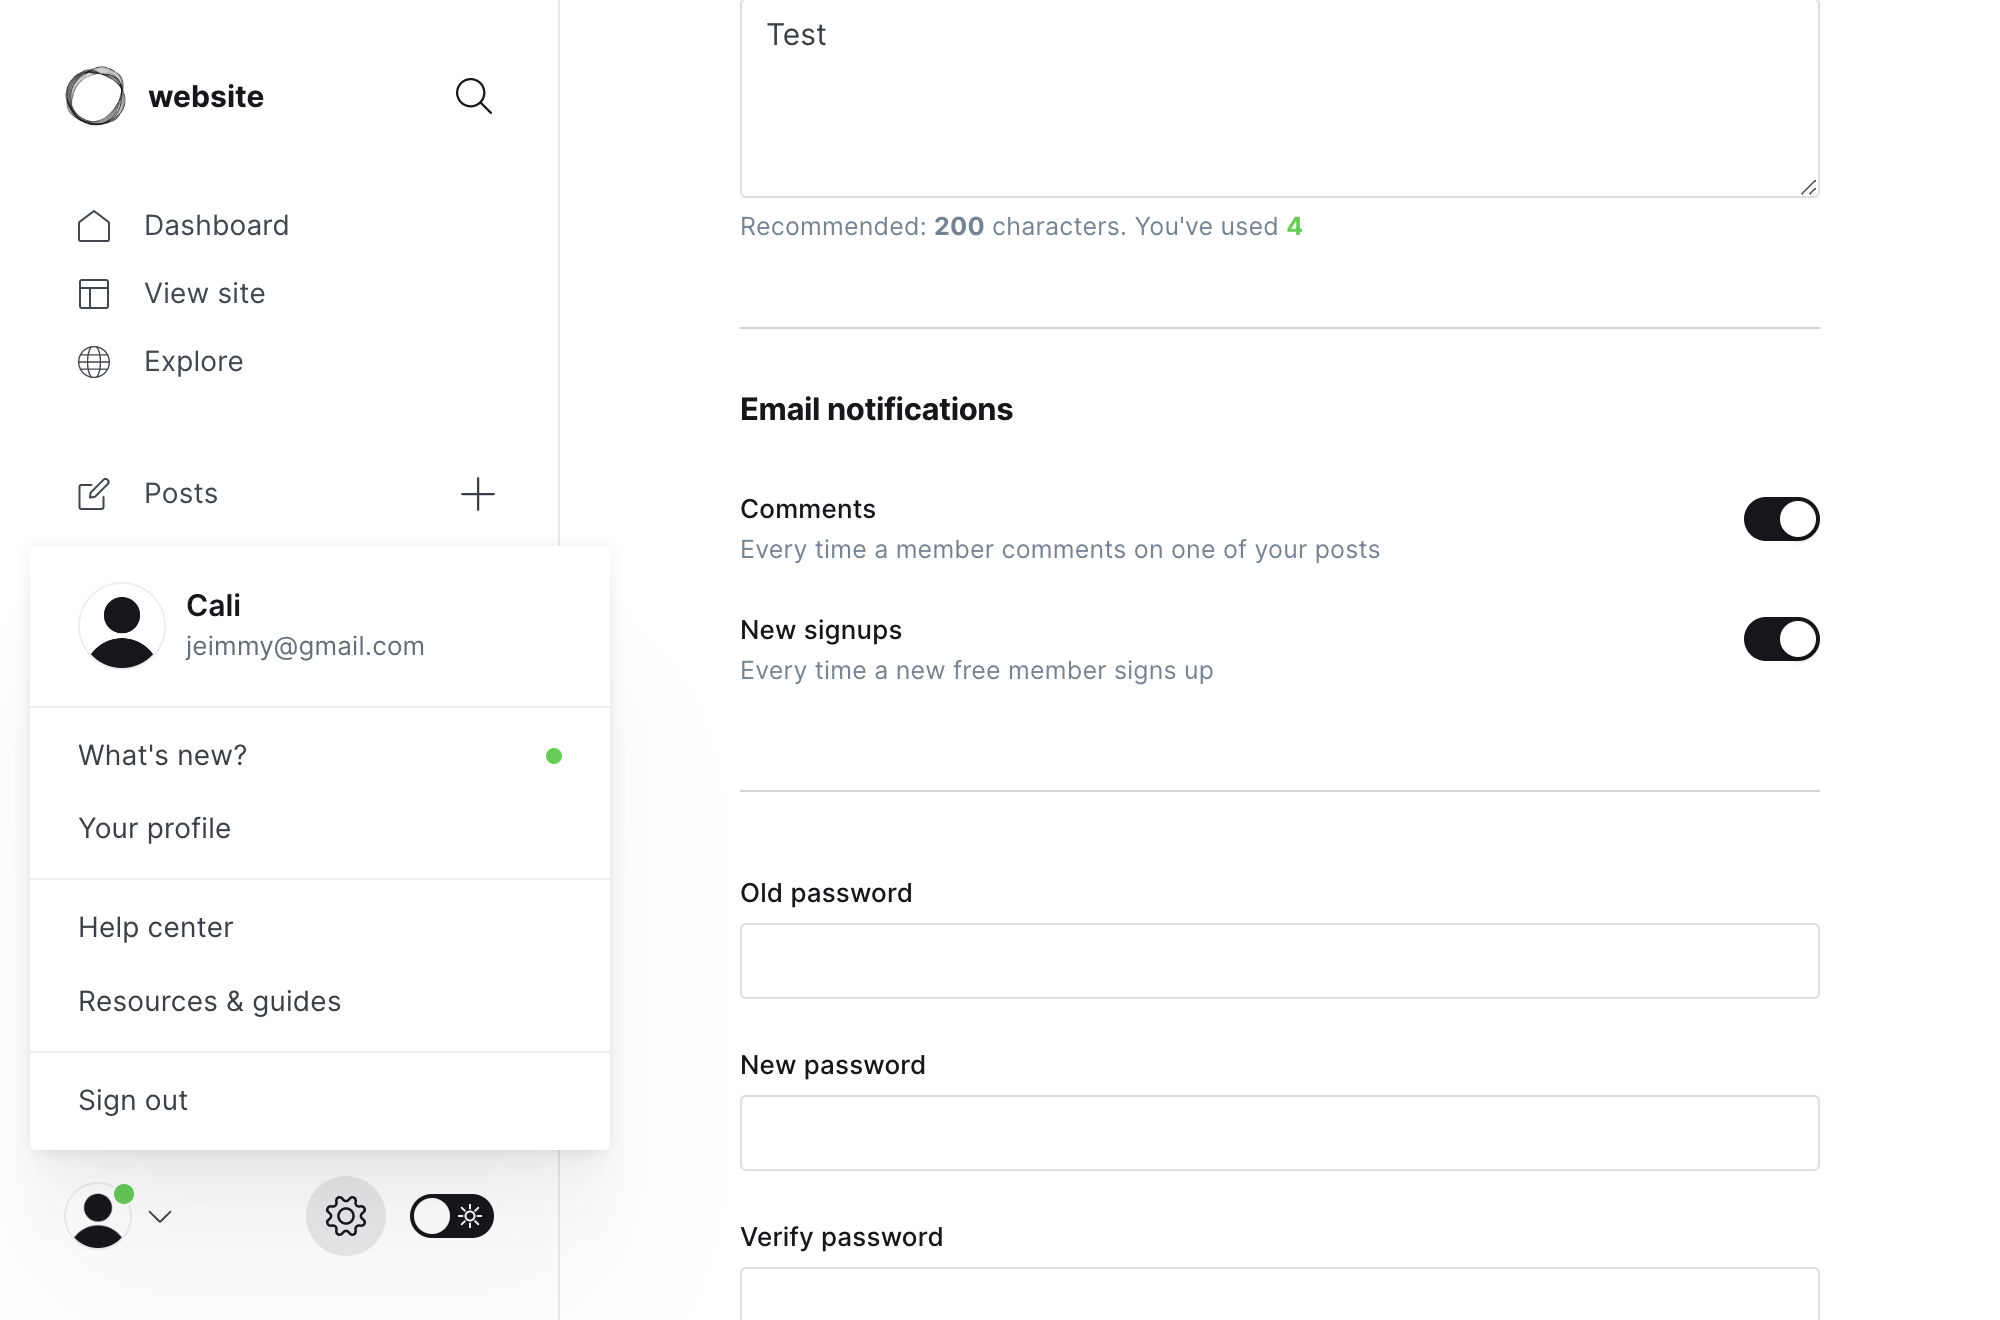 website
Dashboard
View site
Explore
Posts
Cali
jeimmy@gmail.com
What's new?
Your profile
Help center
Resources & guides
Sign out
Test
Recommended: 200 characters. You've used 4
Email notifications
Comments
Every time a member comments on one of your posts
New signups
Every time a new free member signs up
Old password
New password
Verify password